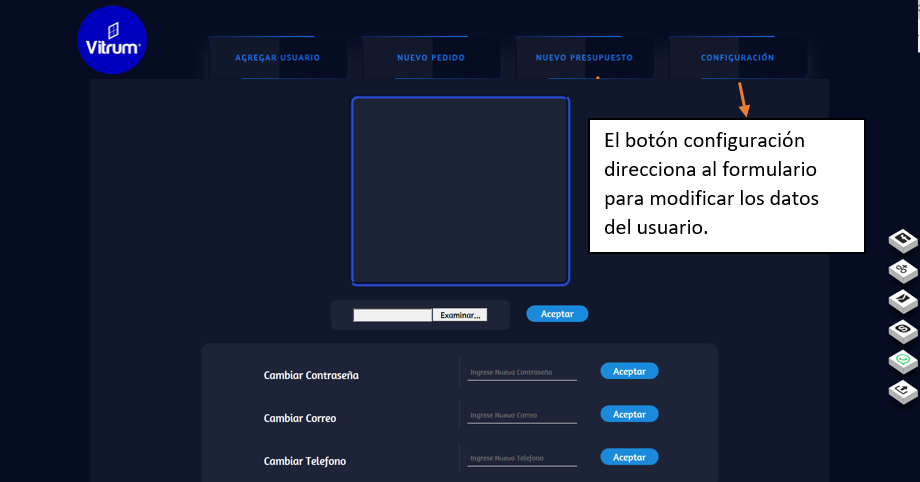 Vitrum
AGREGAR USUARIO
NUEVO PEDIDO
NUEVO PRESUPUESTO
CONFIGURACIÓN
El botón configuración
direcciona al formulario
para modificar los datos
del usuario.
Examinar...
Aceptar
Cambiar Contraseña
Ingrese Nueva Contraseña
Aceptar
Cambiar Correo
Ingrese Nuevo Correo
Aceptar
Cambiar Telefono
Ingrese Nuevo Telefono
Aceptar